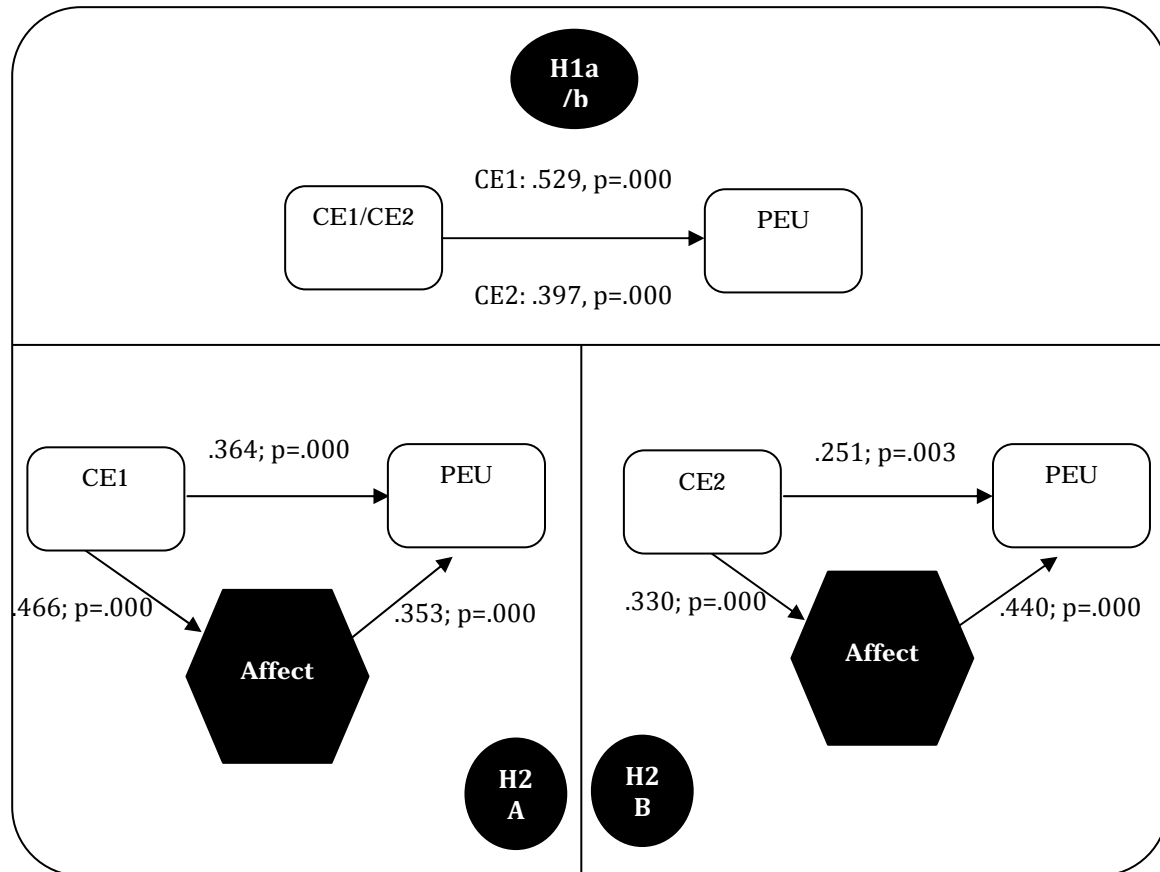 H1a
/b
CE1: .529, p=.000
CE1/CE2
PEU
CE2: .397, p=.000
.364; p=.000
CE1
PEU
.466; p=.000
.353; p=.000
Affect
H2
A
.251; p=.003
CE2
PEU
.330; p=.000
.440; p=.000
Affect
H2
B